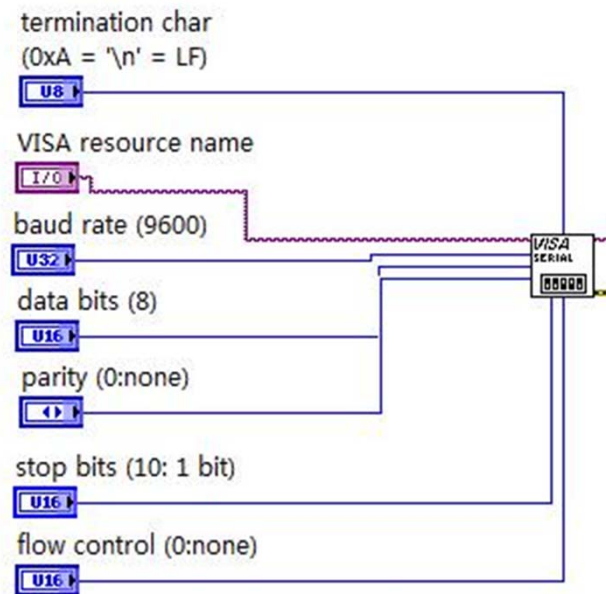 termination char
(0xA = '\n' = LF)
U8
VISA resource name
I/O
baud rate (9600)
U32
VISA
SERIAL
data bits (8)
U16
parity (0:none)
stop bits (10: 1 bit)
U16
flow control (0:none)
U16